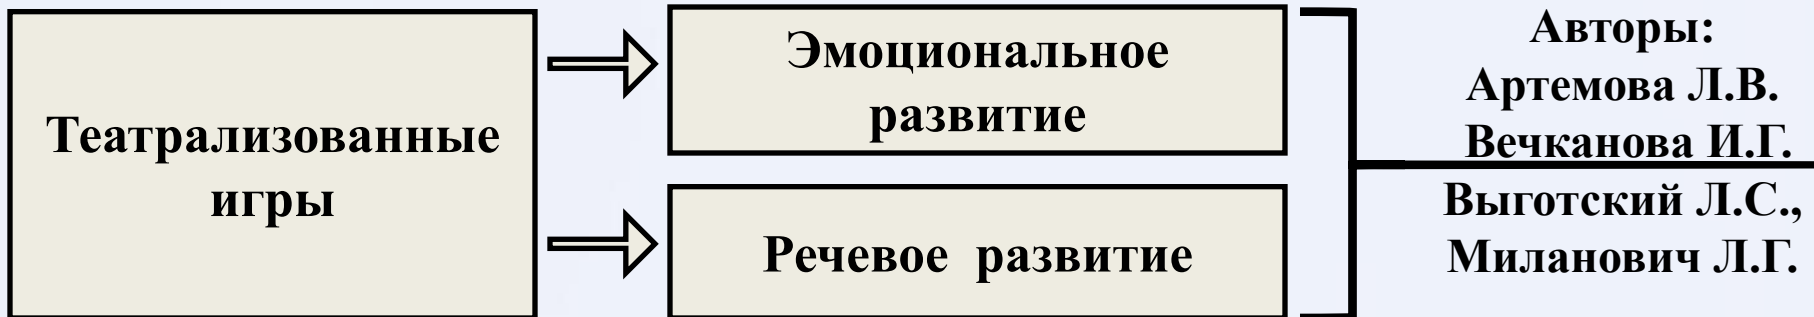 Театрализованные
игры
Эмоциональное
развитие
Речевое развитие
Авторы:
Артемова Л.В.
Вечканова И.Г.
Выготский Л.С.,
Миланович Л.Г.